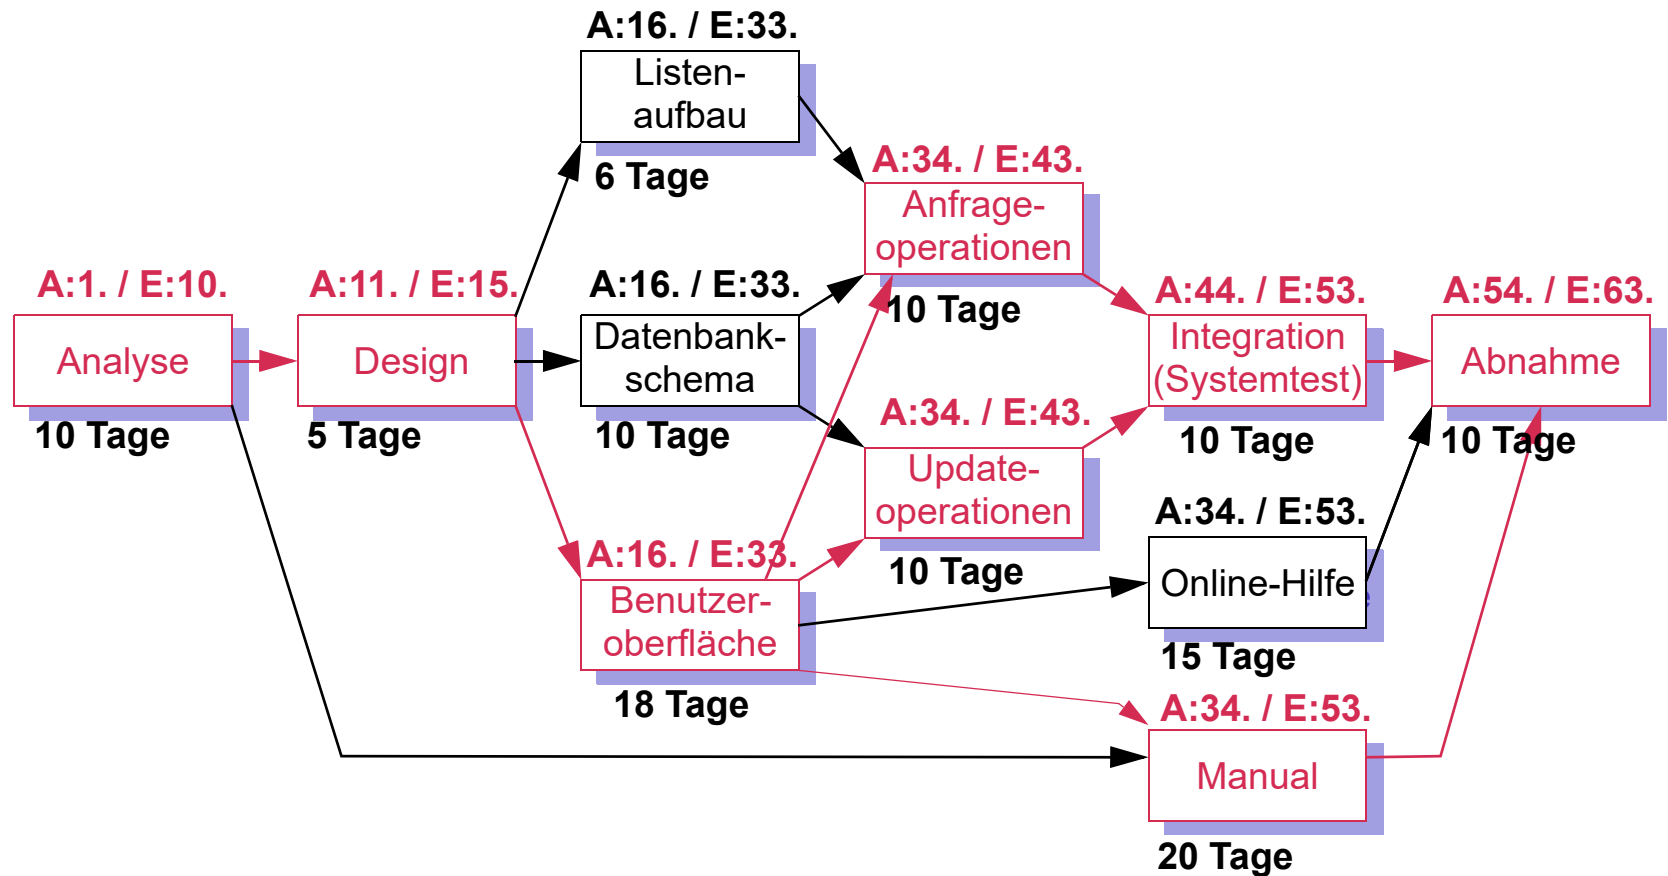 A:16. / E:33.
Listen-
aufbau
6 Tage
A:34. / E:43.
Anfrage-
operationen
10 Tage
A:1. / E:10.
Analyse
10 Tage
A:11. / E:15.
Design
5 Tage
A:16. / E:33.
Datenbank-
schema
10 Tage
A:44. / E:53.
Integration
(Systemtest)
10 Tage
A:54. / E:63.
Abnahme
10 Tage
A:34. / E:43.
Update-
operationen
10 Tage
A:16. / E:33.
Benutzer-
oberfläche
18 Tage
A:34. / E:53.
Online-Hilfe
15 Tage
A:34. / E:53.
Manual
20 Tage